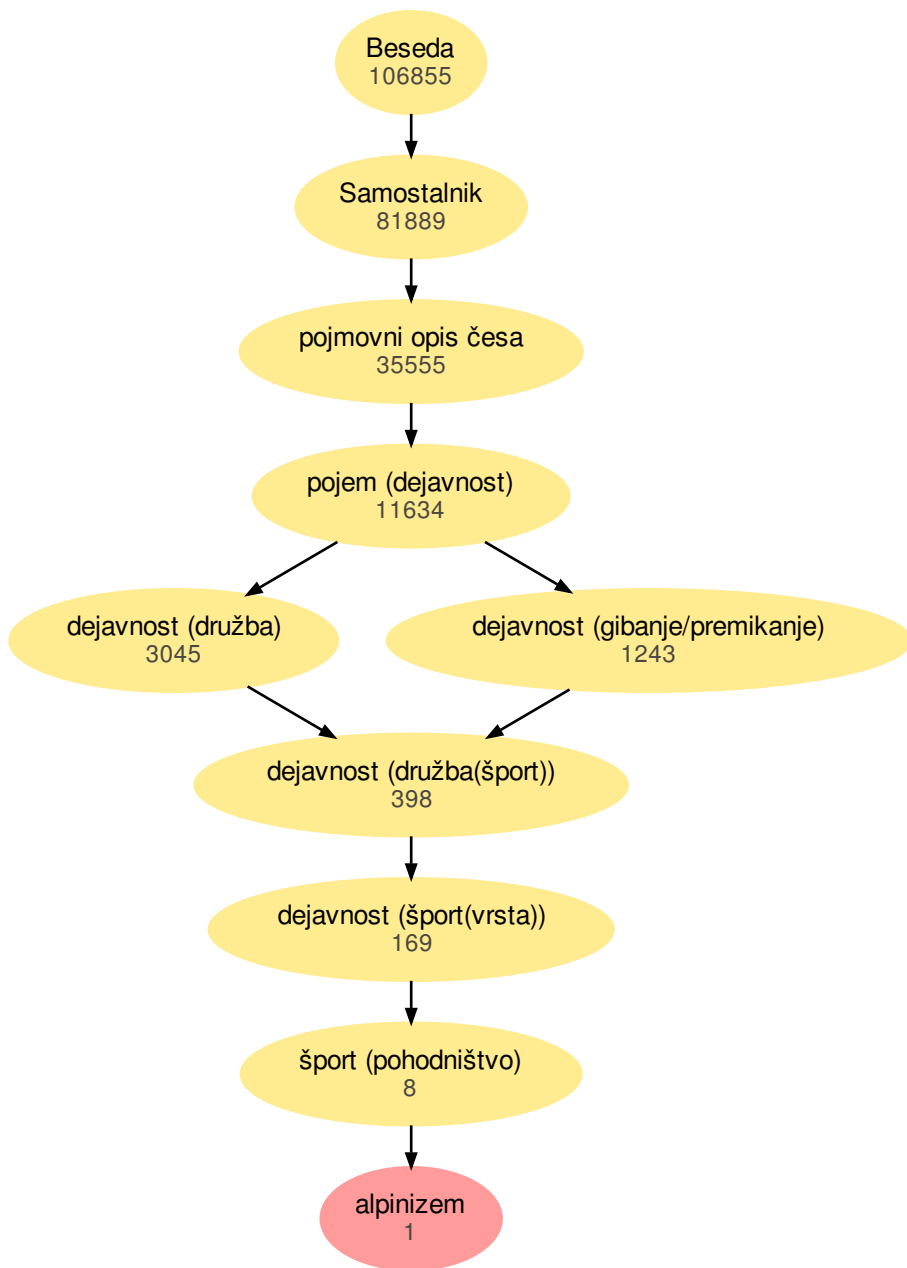 Beseda
106855
Samostalnik
81889
pojmovni opis česa
35555
pojem (dejavnost)
11634
dejavnost (družba)
3045
dejavnost (gibanje/premikanje)
1243
dejavnost (družba(šport))
398
dejavnost (šport(vrsta))
169
šport (pohodništvo)
8
alpinizem
1